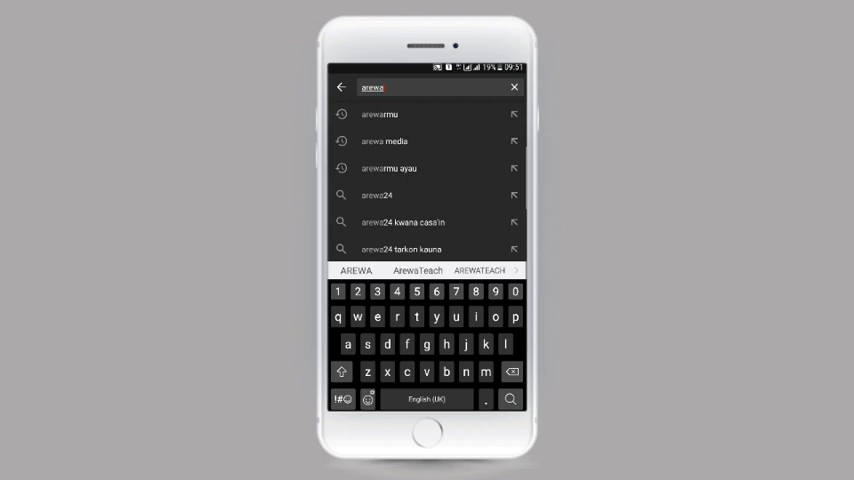 19% 09:51
arewa
arewarmu
arewa media
arewarmu ayau
arewa24
arewa24 kwana casa'in
arewa24 tarkon kauna
AREWA ArewaTeach AREWATEACH
1 2 3 4 5 6 7 8 9 0
q w e r t y u i o p
a s d f g h j k l
z x c v b n m
!#☺ English (UK) .